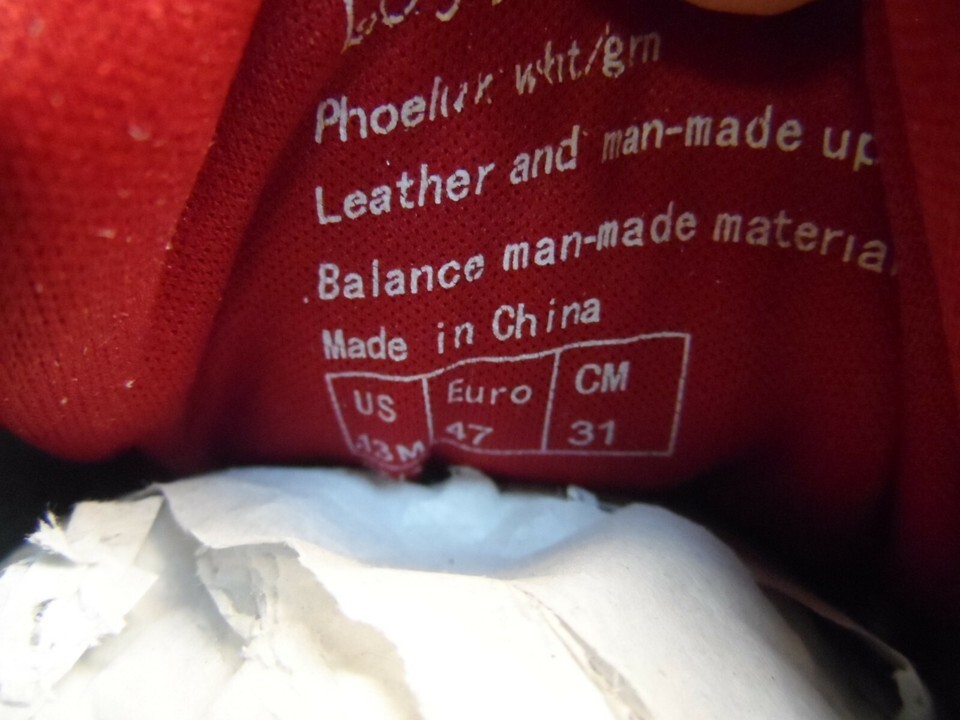 wht/grn
Leather and man-made up
Balance man-made materia
Made in China
US Euro CM
13M 47 31